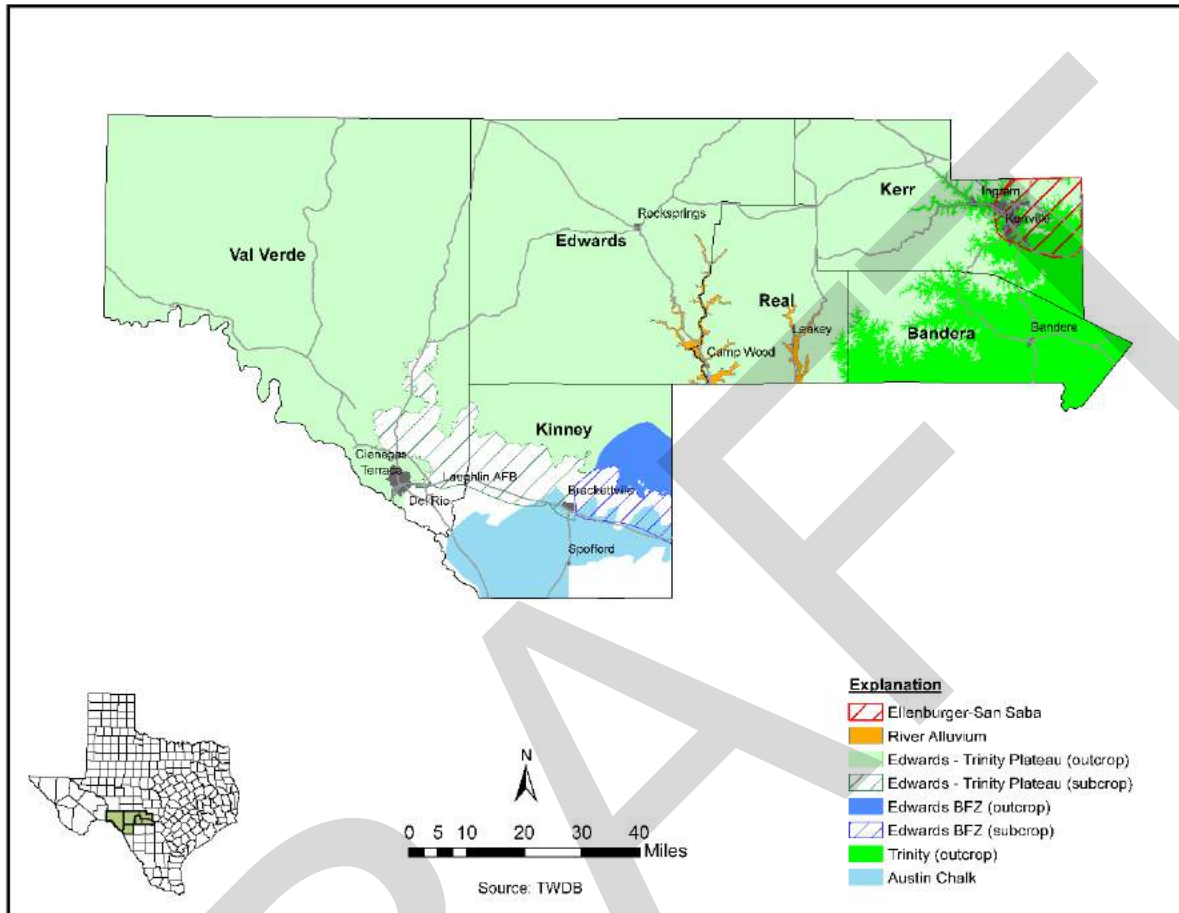 Kerr
Ingram
Kerrville
Rocksprings
Edwards
Val Verde
Real
Leakey
Bandera
Bandera
Camp Wood
Kinney
Cienegas
Terrace
Laughlin AFB
Del Rio
Brackettville
Spofford
Explanation
Ellenburger-San Saba
River Alluvium
Edwards - Trinity Plateau (outcrop)
Edwards - Trinity Plateau (subcrop)
Edwards BFZ (outcrop)
Edwards BFZ (subcrop)
Trinity (outcrop)
Austin Chalk
N
0 5 10 20 30 40
Miles
Source: TWDB
DRAFT